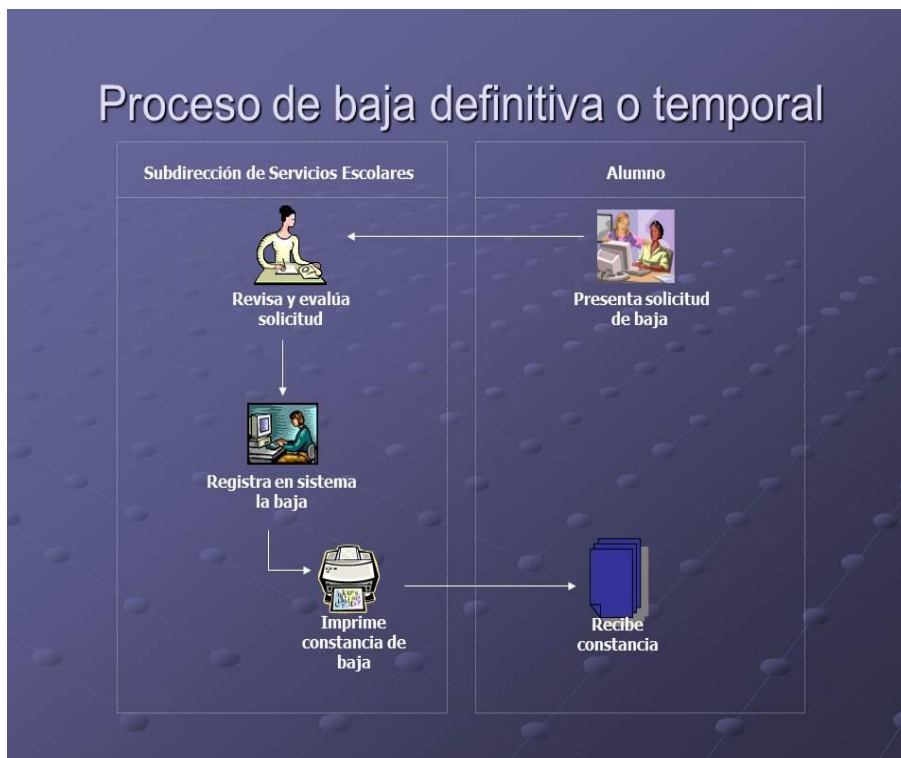 Proceso de baja definitiva o temporal
Subdirección de Servicios Escolares
Alumno
Revisa y evalúa
solicitud
Presenta solicitud
de baja
Registra en sistema
la baja
Imprime
constancia de
baja
Recibe
constancia